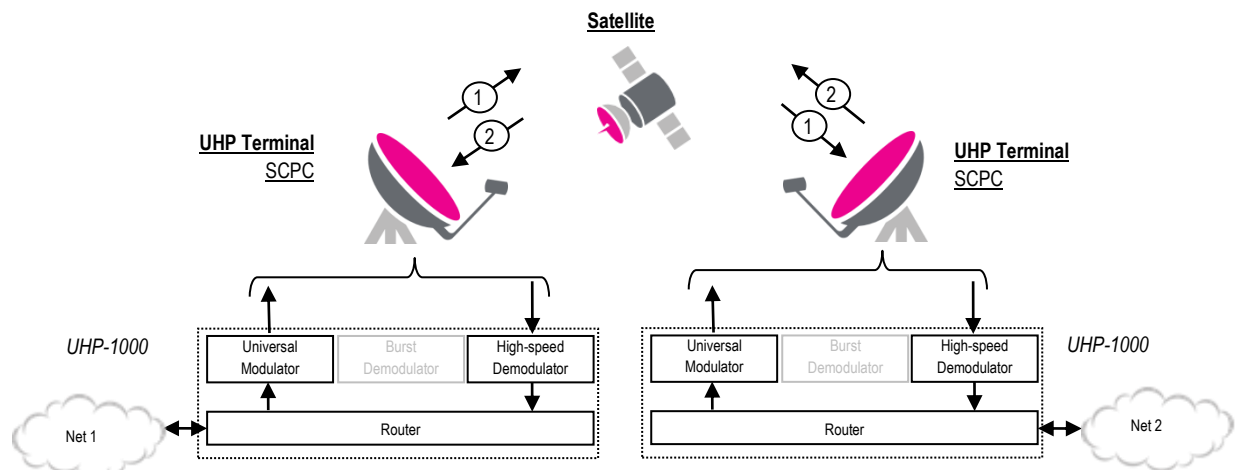 Satellite
1
2
2
1
UHP Terminal
SCPC
UHP Terminal
SCPC
UHP-1000
Universal
Modulator
Burst
Demodulator
High-speed
Demodulator
Router
Net 1
Universal
Modulator
Burst
Demodulator
High-speed
Demodulator
UHP-1000
Router
Net 2